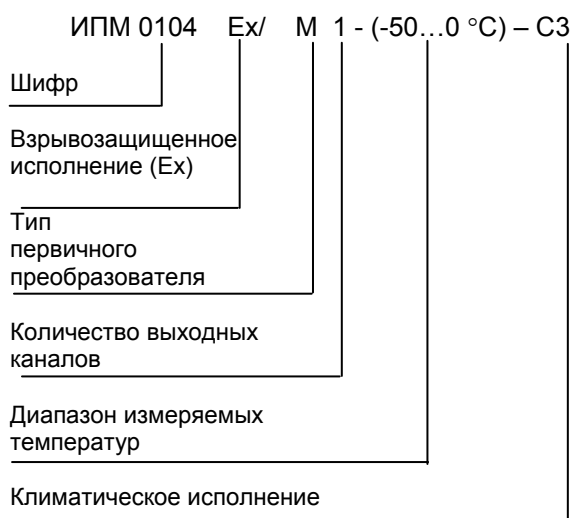 ИПМ 0104 Ex/ М 1 - (-50…0 °С) – С3
Шифр
Взрывозащищенное
исполнение (Ex)
Тип
первичного
преобразователя
Количество выходных
каналов
Диапазон измеряемых
температур
Климатическое исполнение